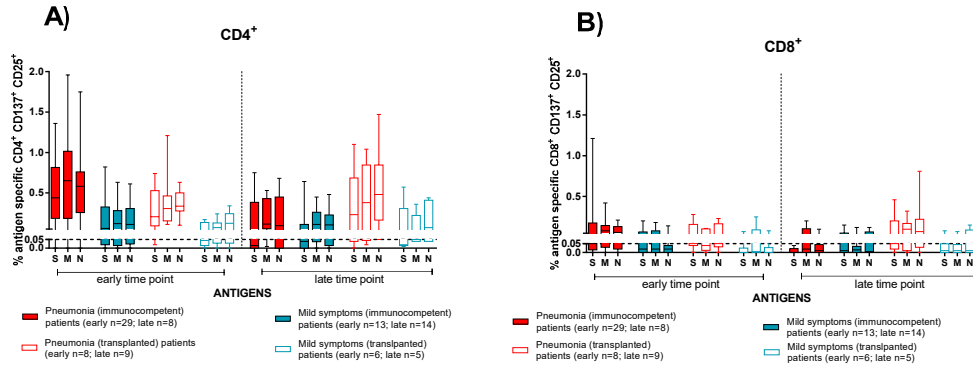 A)
CD4+
% antigen specific CD4+ CD137+ CD25+
2.0
1.5
1.0
0.5
0.05
0.0
S M N S M N S M N S M N S M N S M N S M N S M N
early time point late time point
ANTIGENS
Pneumonia (immunocompetent)
patients (early n=29; late n=8)
Mild symptoms (immunocompetent)
patients (early n=13; late n=14)
Pneumonia (transplanted) patients
(early n=8; late n=9)
Mild symptoms (transplanted)
patients (early n=6; late n=5)
B)
CD8+
% antigen specific CD8+ CD137+ CD25+
2.0
1.5
1.0
0.5
0.05
0.0
S M N S M N S M N S M N S M N S M N S M N S M N
early time point late time point
ANTIGENS
Pneumonia (immunocompetent)
patients (early n=29; late n=8)
Mild symptoms (immunocompetent)
patients (early n=13; late n=14)
Pneumonia (transplanted)
patients (early n=8; late n=9)
Mild symptoms (translpanted)
patients (early n=6; late n=5)